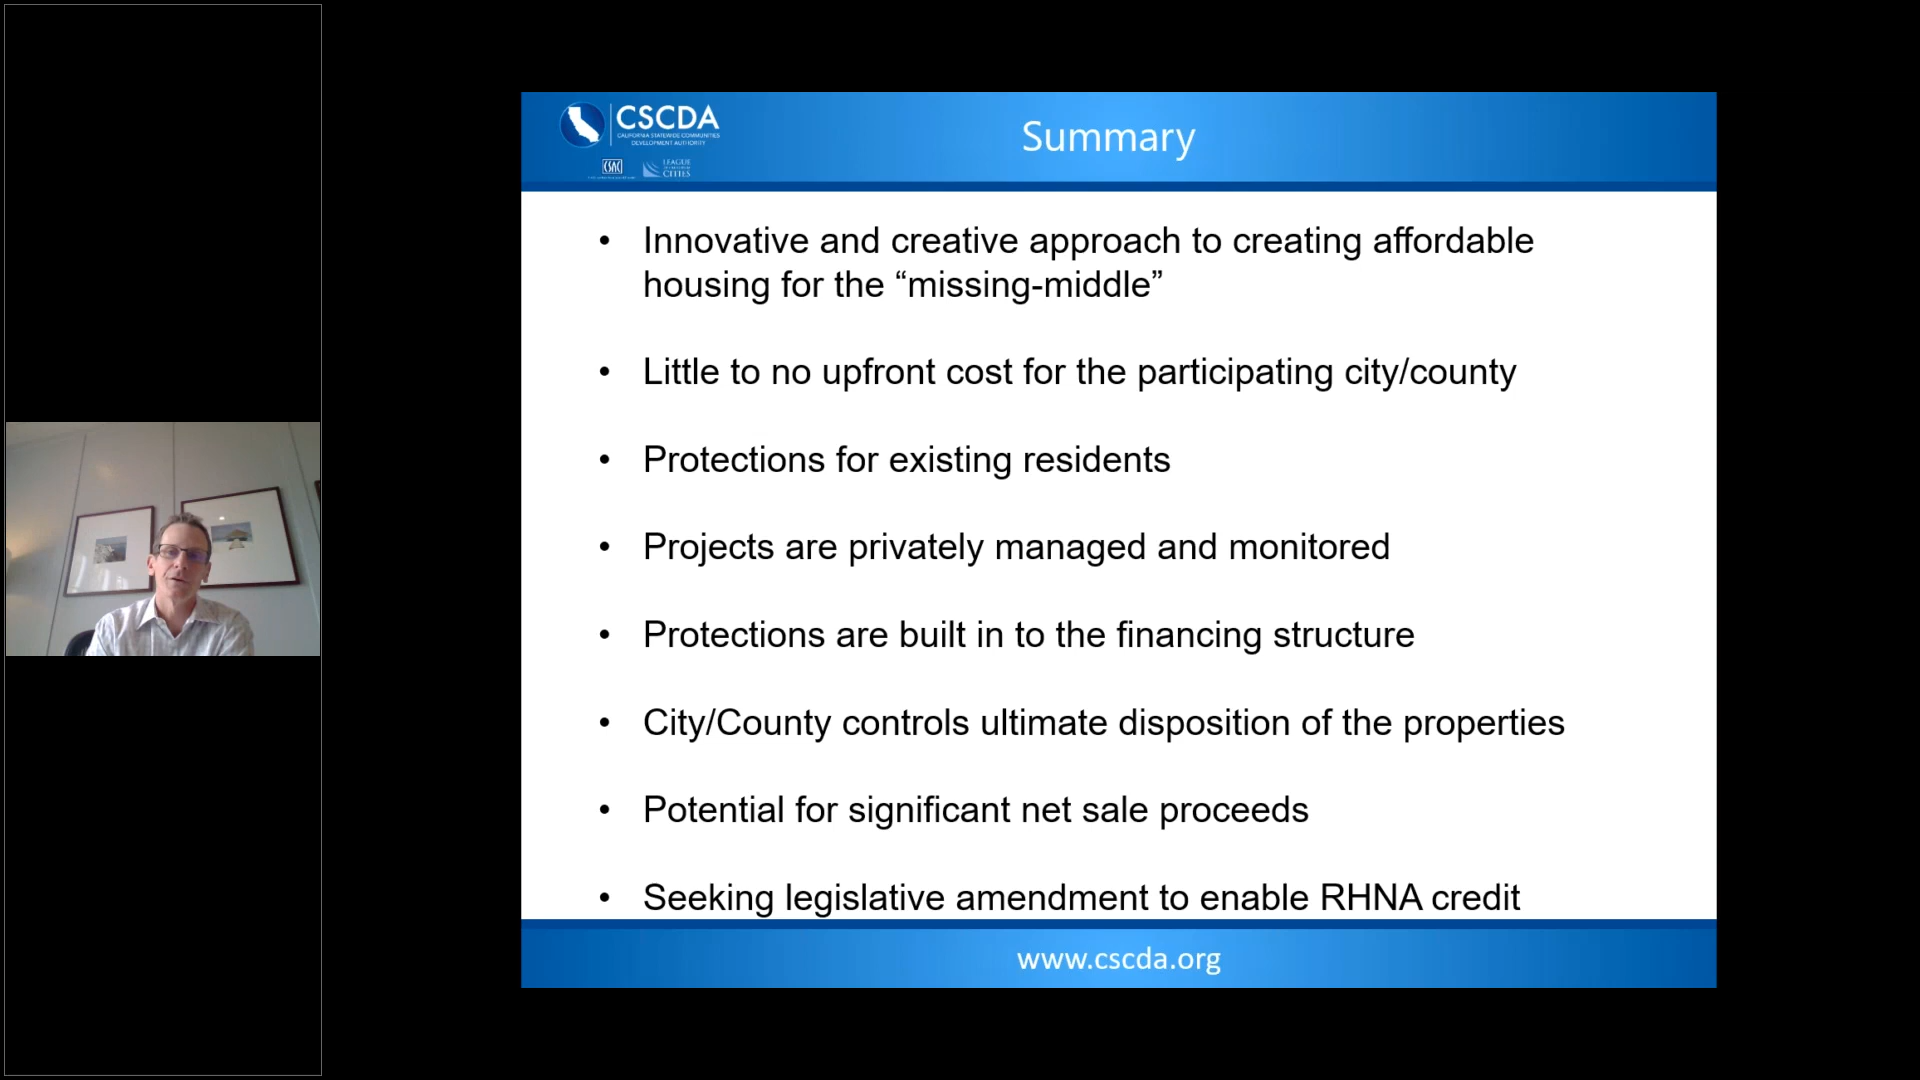 CSCDA
CALIFORNIA STATEWIDE COMMUNITIES
DEVELOPMENT AUTHORITY
CSAC
LEAGUE
CITIES
Summary
• Innovative and creative approach to creating affordable
housing for the “missing-middle”
• Little to no upfront cost for the participating city/county
• Protections for existing residents
• Projects are privately managed and monitored
• Protections are built in to the financing structure
• City/County controls ultimate disposition of the properties
• Potential for significant net sale proceeds
• Seeking legislative amendment to enable RHNA credit
www.cscda.org